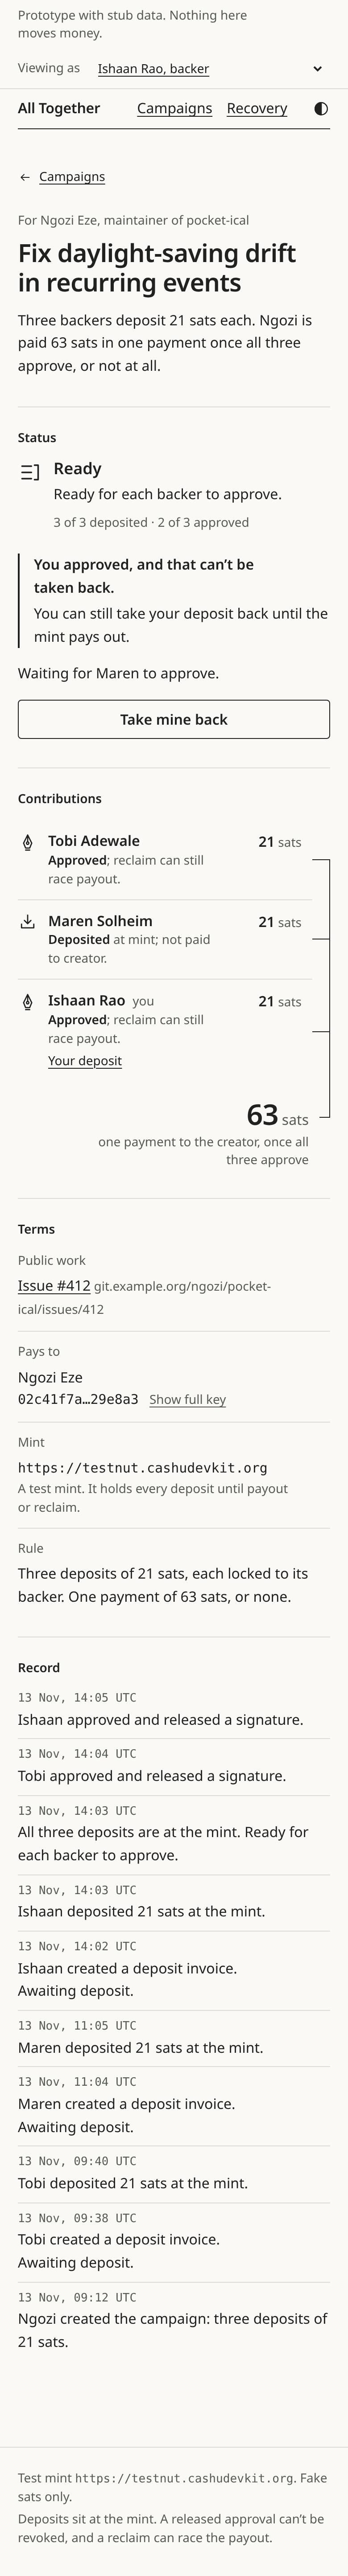 Prototype with stub data. Nothing here
moves money.
Viewing as Ishaan Rao, backer
All Together Campaigns Recovery
← Campaigns
For Ngozi Eze, maintainer of pocket-ical
Fix daylight-saving drift
in recurring events
Three backers deposit 21 sats each. Ngozi is
paid 63 sats in one payment once all three
approve, or not at all.
Status
Ready
Ready for each backer to approve.
3 of 3 deposited · 2 of 3 approved
You approved, and that can’t be
taken back.
You can still take your deposit back until the
mint pays out.
Waiting for Maren to approve.
Take mine back
Contributions
Tobi Adewale 21 sats
Approved; reclaim can still
race payout.
Maren Solheim 21 sats
Deposited at mint; not paid
to creator.
Ishaan Rao you 21 sats
Approved; reclaim can still
race payout.
Your deposit
63 sats
one payment to the creator, once all
three approve
Terms
Public work
Issue #412 git.example.org/ngozi/pocket-
ical/issues/412
Pays to
Ngozi Eze
02c41f7a…29e8a3 Show full key
Mint
https://testnut.cashudevkit.org
A test mint. It holds every deposit until payout
or reclaim.
Rule
Three deposits of 21 sats, each locked to its
backer. One payment of 63 sats, or none.
Record
13 Nov, 14:05 UTC
Ishaan approved and released a signature.
13 Nov, 14:04 UTC
Tobi approved and released a signature.
13 Nov, 14:03 UTC
All three deposits are at the mint. Ready for
each backer to approve.
13 Nov, 14:03 UTC
Ishaan deposited 21 sats at the mint.
13 Nov, 14:02 UTC
Ishaan created a deposit invoice.
Awaiting deposit.
13 Nov, 11:05 UTC
Maren deposited 21 sats at the mint.
13 Nov, 11:04 UTC
Maren created a deposit invoice.
Awaiting deposit.
13 Nov, 09:40 UTC
Tobi deposited 21 sats at the mint.
13 Nov, 09:38 UTC
Tobi created a deposit invoice.
Awaiting deposit.
13 Nov, 09:12 UTC
Ngozi created the campaign: three deposits of
21 sats.
Test mint https://testnut.cashudevkit.org. Fake
sats only.
Deposits sit at the mint. A released approval can’t be
revoked, and a reclaim can race the payout.